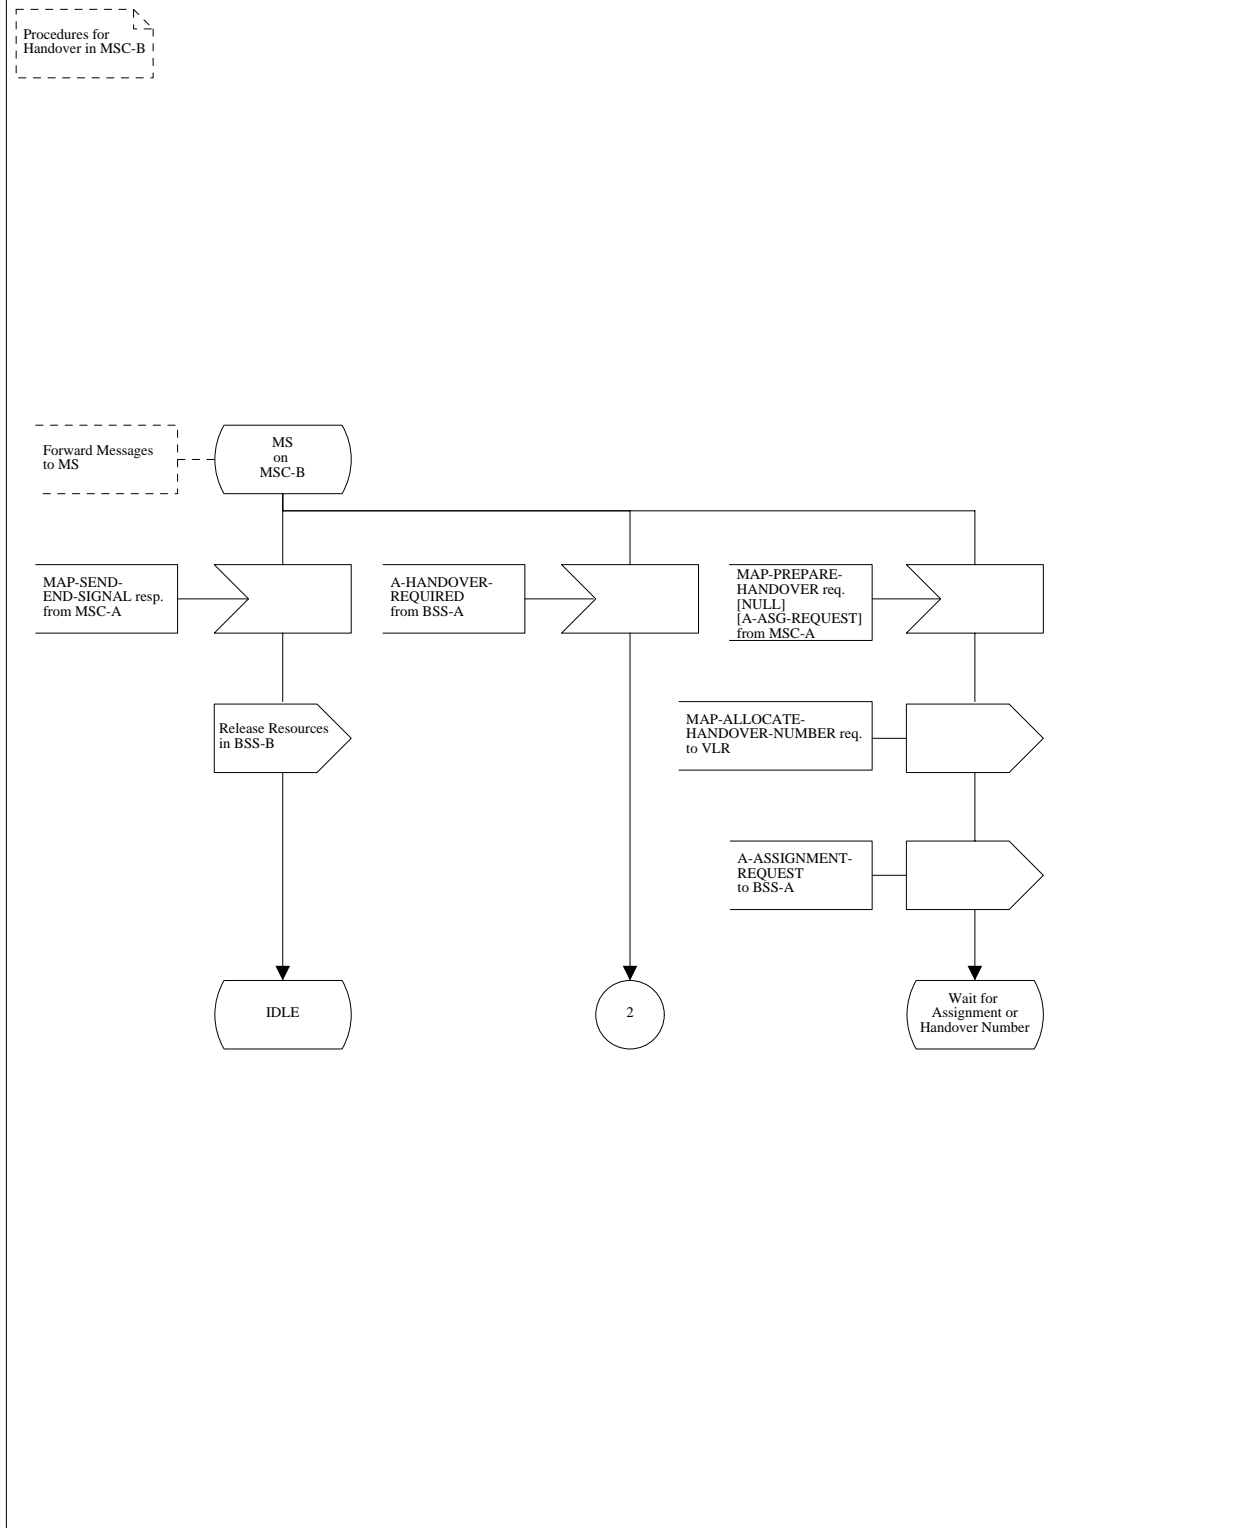 Procedures for
Handover in MSC-B
Forward Messages
to MS
MS
on
MSC-B
MAP-SEND-
END-SIGNAL resp.
from MSC-A
A-HANDOVER-
REQUIRED
from BSS-A
MAP-PREPARE-
HANDOVER req.
[NULL]
[A-ASG-REQUEST]
from MSC-A
Release Resources
in BSS-B
MAP-ALLOCATE-
HANDOVER-NUMBER req.
to VLR
A-ASSIGNMENT-
REQUEST
to BSS-A
IDLE
2
Wait for
Assignment or
Handover Number